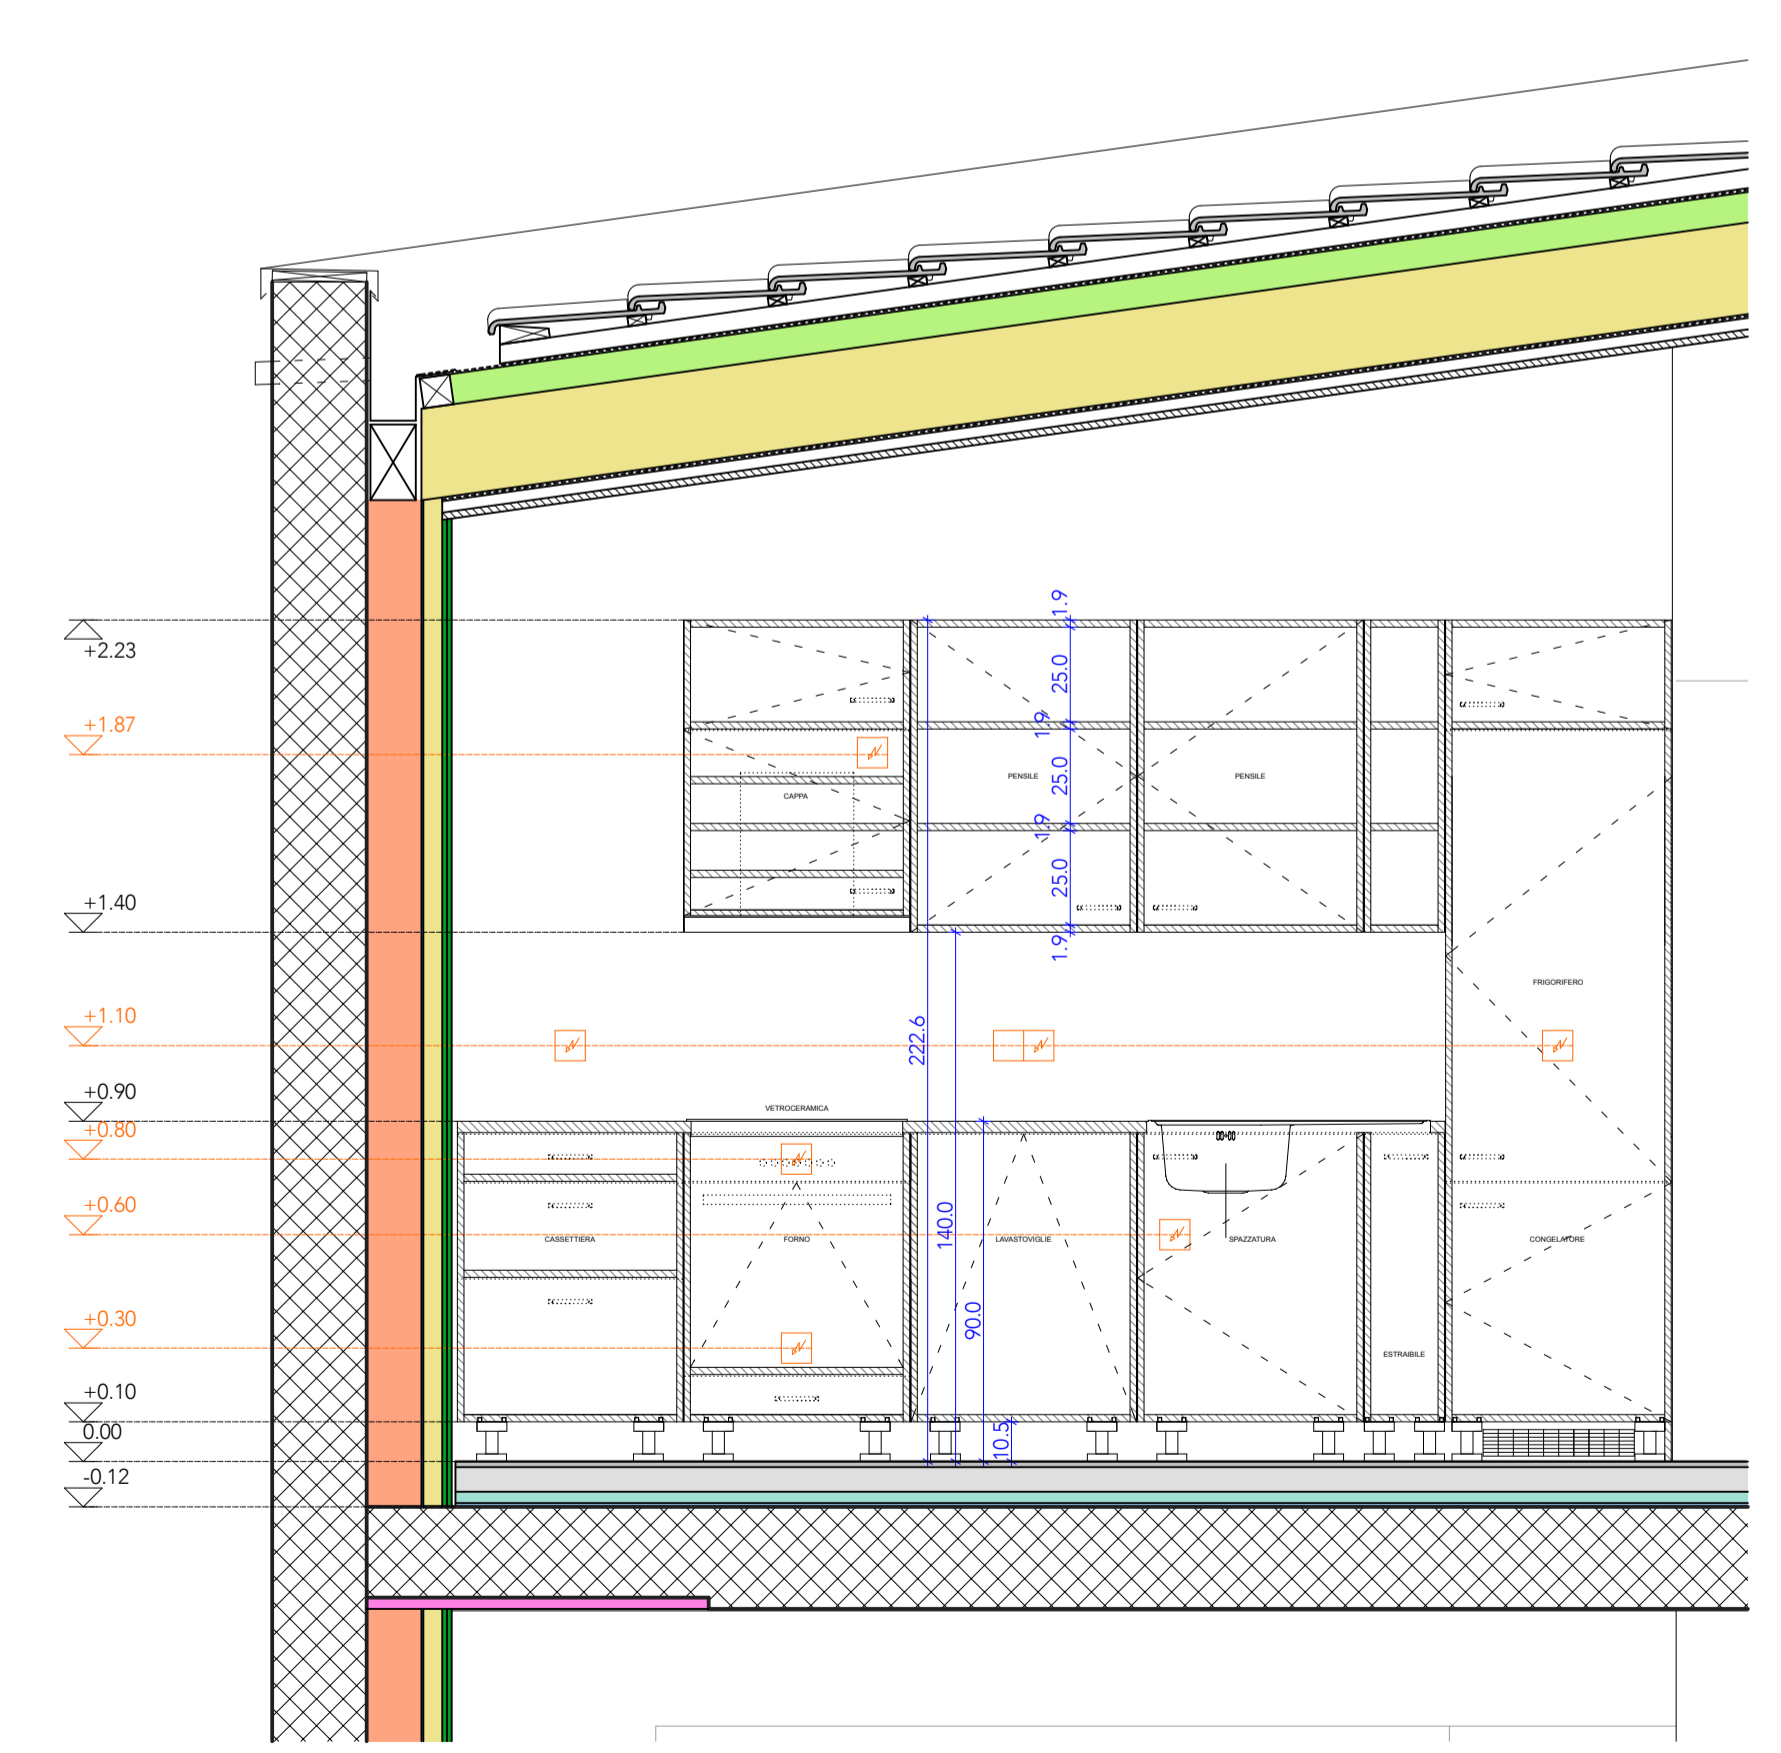 1.9
+2.23
25.0
+1.87
1.9
PENSILE
PENSILE
25.0
CAPPA
1.9
25.0
+1.40
1.9
FRIGORIFERO
+1.10
222.6
+0.90
VETROCERAMICA
+0.80
+0.60
140.0
CASSETTIERA
FORNO
LAVASTOVIGLIE
SPAZZATURA
CONGELATORE
+0.30
90.0
ESTRAIBILE
+0.10
0.00
10.5
-0.12